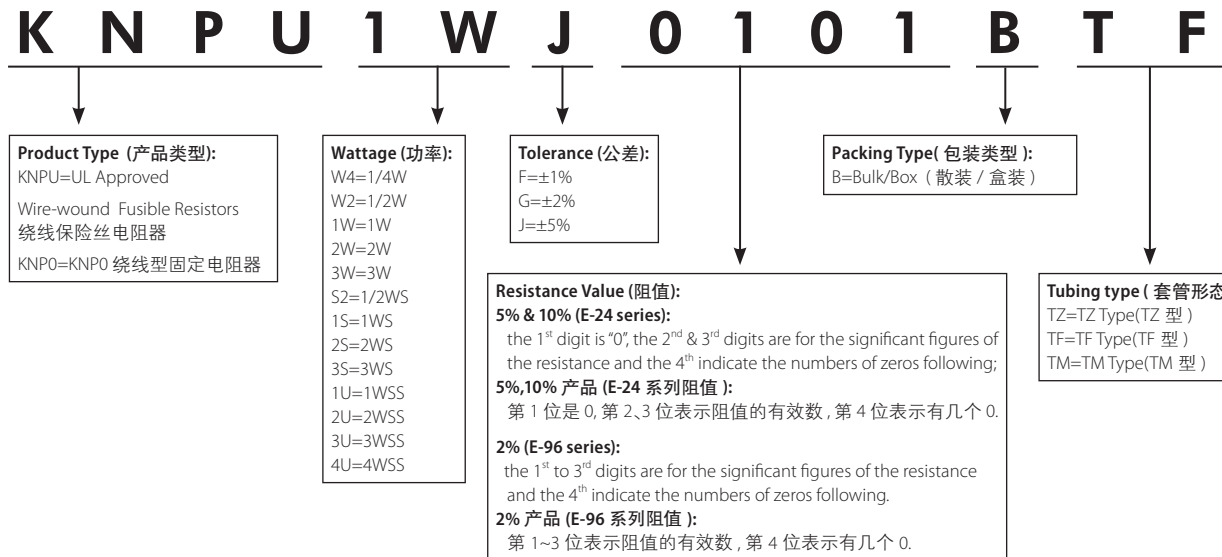 K N P U 1 W J 0 1 0 1 B T F
Product Type (产品类型):
KNPU=UL Approved
Wire-wound Fusible Resistors
绕线保险丝电阻器
KNP0=KNP0 绕线型固定电阻器
Wattage (功率):
W4=1/4W
W2=1/2W
1W=1W
2W=2W
3W=3W
S2=1/2WS
1S=1WS
2S=2WS
3S=3WS
1U=1WSS
2U=2WSS
3U=3WSS
4U=4WSS
Tolerance (公差):
F=±1%
G=±2%
J=±5%
Resistance Value (阻值):
5% & 10% (E-24 series):
the 1st digit is "0", the 2nd & 3rd digits are for the significant figures of
the resistance and the 4th indicate the numbers of zeros following;
5%,10% 产品 (E-24 系列阻值 ):
第 1 位是 0, 第 2、3 位表示阻值的有效数 , 第 4 位表示有几个 0.
2% (E-96 series):
the 1st to 3rd digits are for the significant figures of the resistance
and the 4th indicate the numbers of zeros following.
2% 产品 (E-96 系列阻值 ):
第 1~3 位表示阻值的有效数 , 第 4 位表示有几个 0.
Packing Type( 包装类型 ):
B=Bulk/Box ( 散装 / 盒装 )
Tubing type ( 套管形态
TZ=TZ Type(TZ 型 )
TF=TF Type(TF 型 )
TM=TM Type(TM 型 )